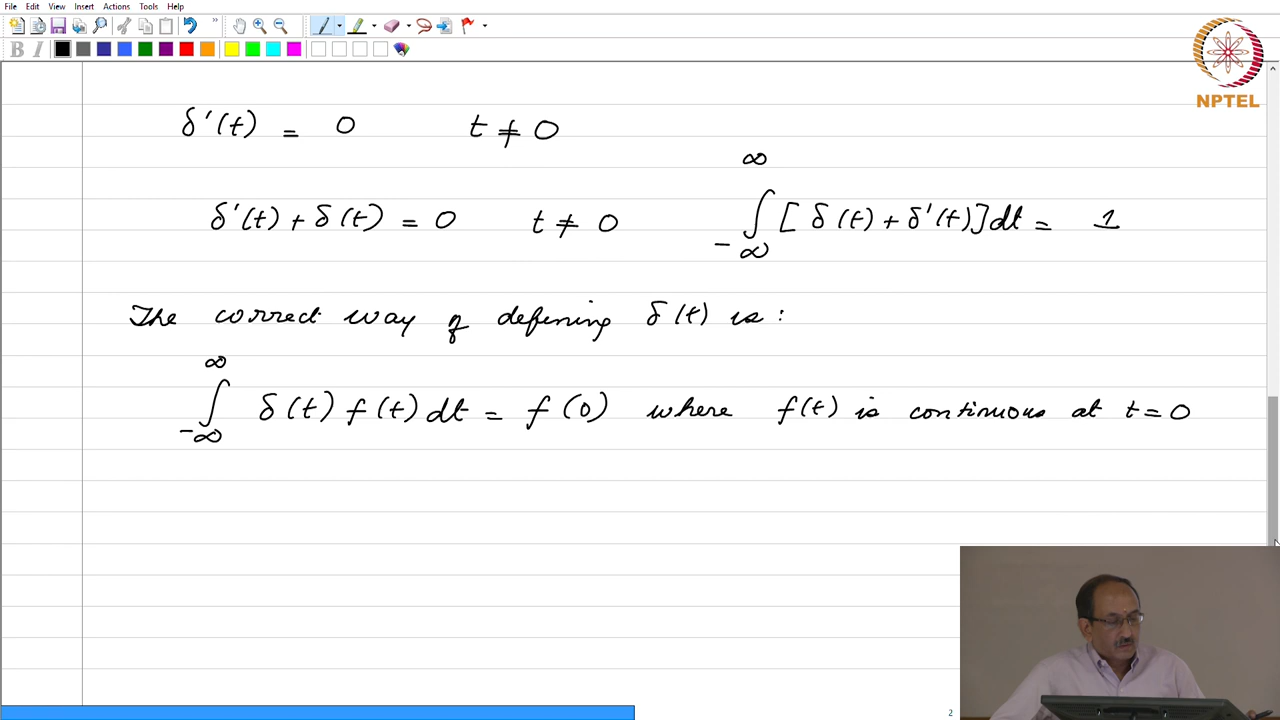 File Edit View Insert Actions Tools Help
B I
NPTEL
δ'(t) = 0 t ≠ 0
δ'(t) + δ(t) = 0 t ≠ 0 ∫_{-∞}^{∞} [δ(t) + δ'(t)]dt = 1
The correct way of defining δ(t) is:
∫_{-∞}^{∞} δ(t) f(t) dt = f(0) where f(t) is continuous at t = 0
2